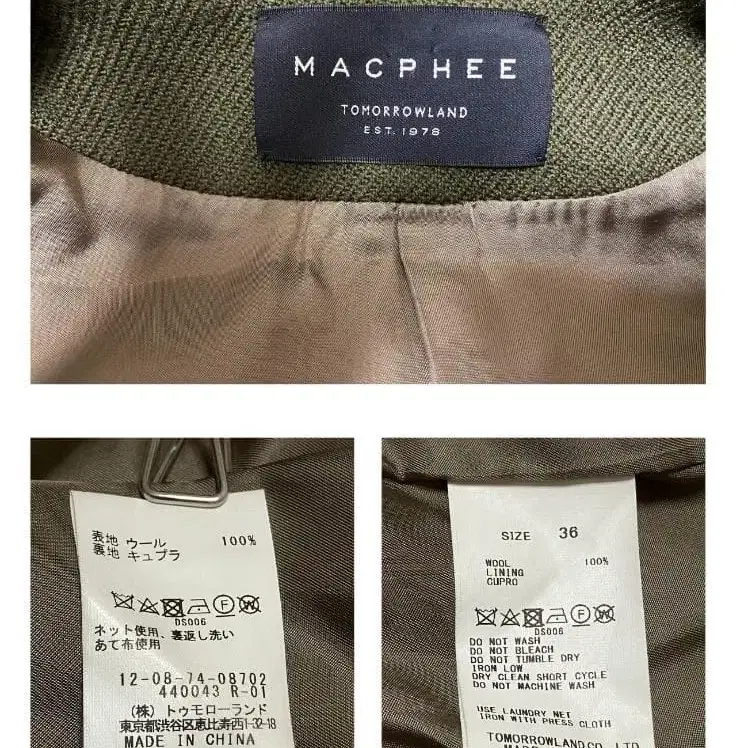 MACPHEE
TOMORROWLAND
EST. 1978
表地 ウール 100%
裏地 キュプラ
DS006
ネット使用、裏返し洗い
あて布使用
12-08-74-08702
440043 R-01
(株) トゥモローランド
東京都渋谷区恵比寿西1-32-18
MADE IN CHINA
SIZE 36
WOOL 100%
LINING
CUPRO
DS006
DO NOT WASH
DO NOT BLEACH
DO NOT TUMBLE DRY
IRON LOW
DRY CLEAN SHORT CYCLE
DO NOT MACHINE WASH
USE LAUNDRY NET
IRON WITH PRESS CLOTH
TOMORROWLAND CO., LTD